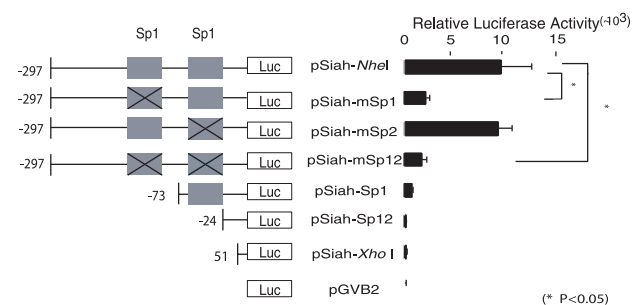 Relative Luciferase Activity(×10³)
Sp1 Sp1
0 5 10 15
-297 Luc pSiah-NheI
-297 Luc pSiah-mSp1
*
*
-297 Luc pSiah-mSp2
-297 Luc pSiah-mSp12
-73 Luc pSiah-Sp1
-24 Luc pSiah-Sp12
51 Luc pSiah-Xho I
Luc pGVB2
(* P<0.05)